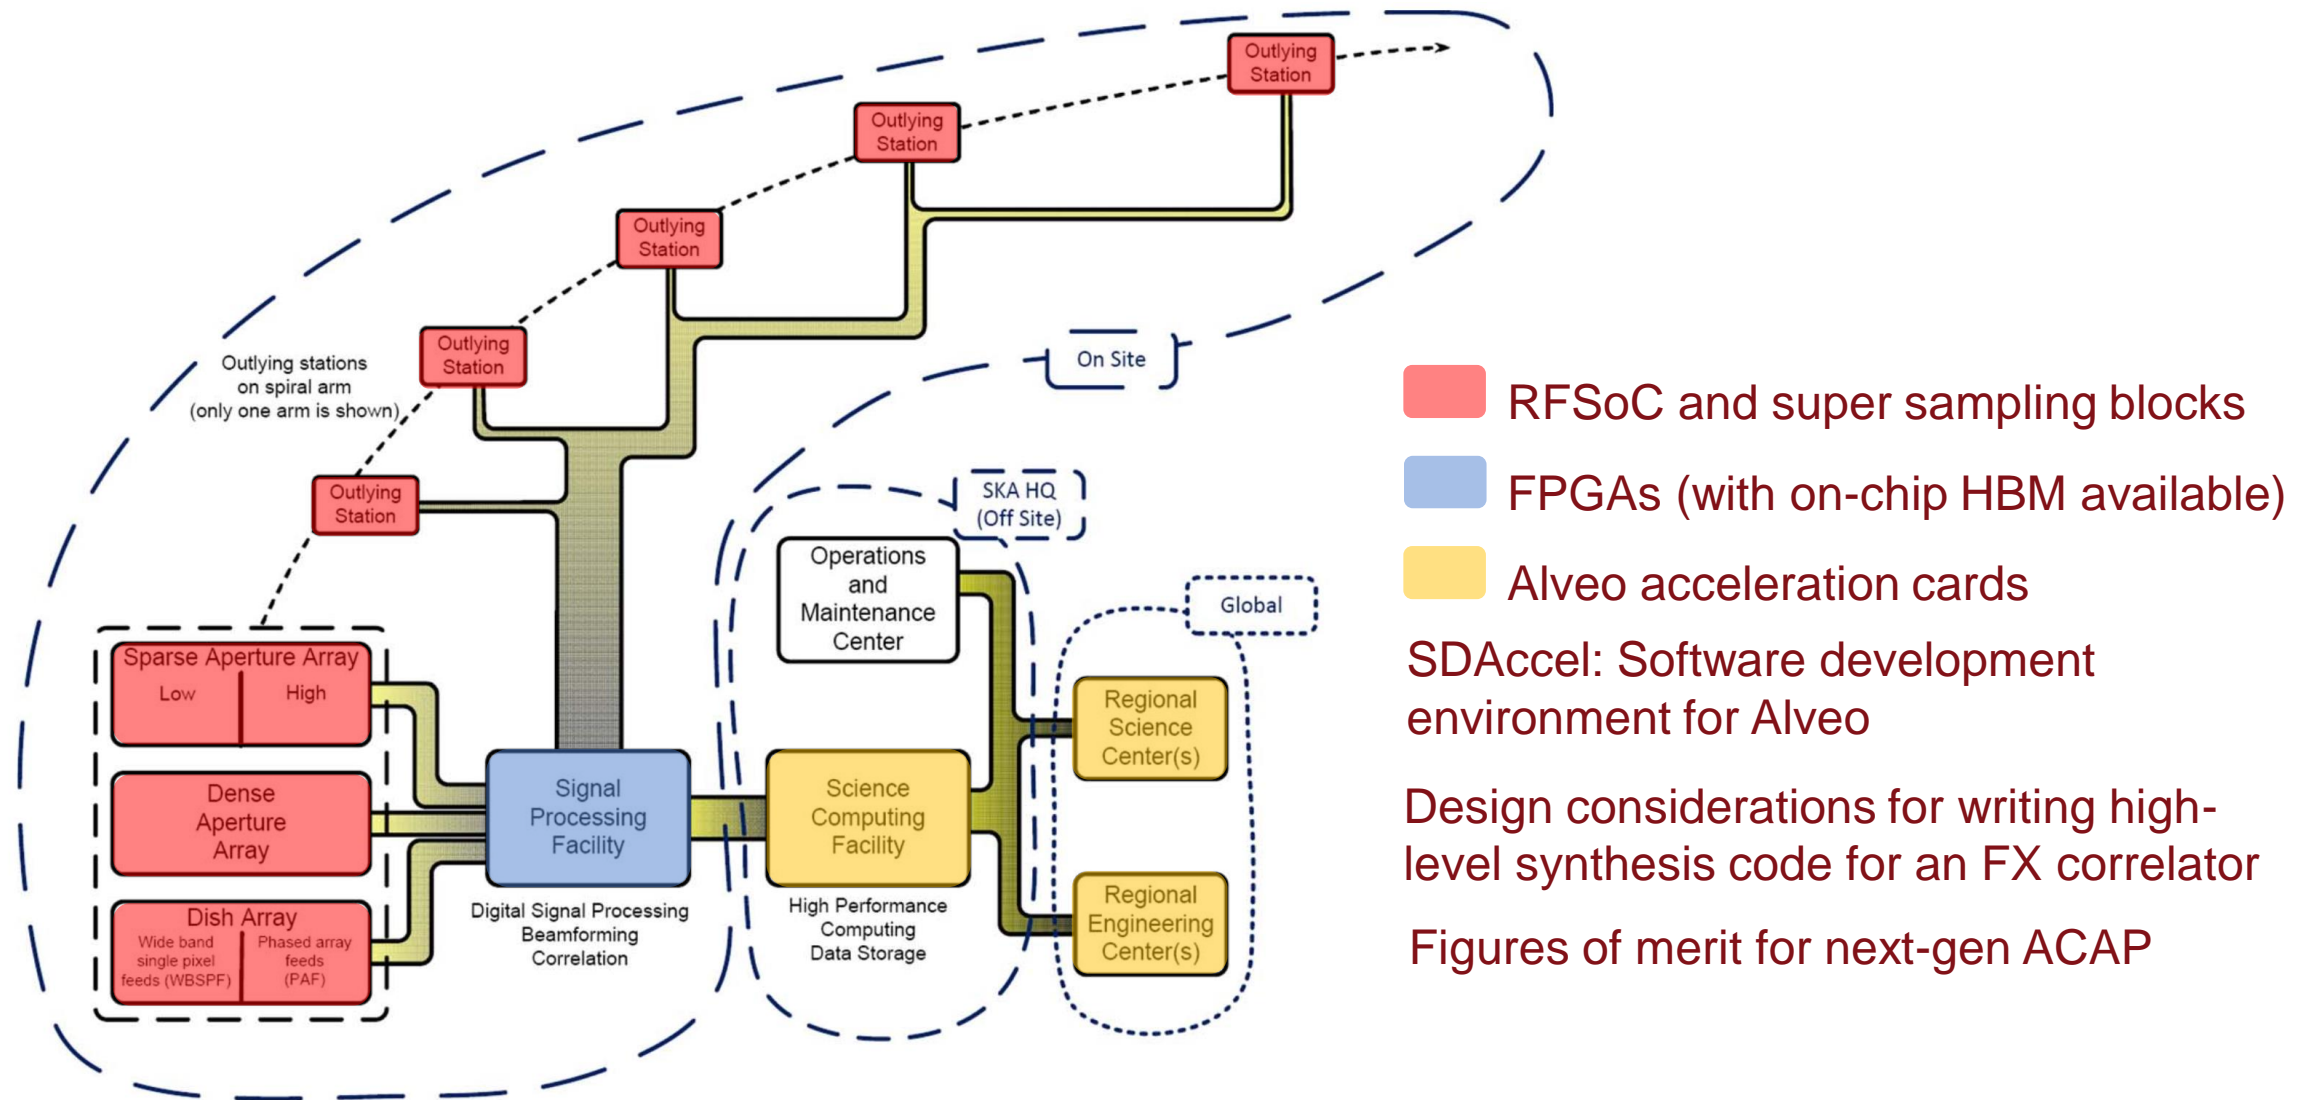 Outlying
Station
Outlying
Station
Outlying
Station
Outlying
Station
Outlying stations
on spiral arm
(only one arm is shown)
Outlying
Station
On Site
SKA HQ
(Off Site)
Operations
and
Maintenance
Center
Global
Sparse Aperture Array
Low
High
Dense
Aperture
Array
Dish Array
Wide band
single pixel
feeds (WBSPF)
Phased array
feeds
(PAF)
Signal
Processing
Facility
Digital Signal Processing
Beamforming
Correlation
Science
Computing
Facility
High Performance
Computing
Data Storage
Regional
Science
Center(s)
Regional
Engineering
Center(s)
RFSoC and super sampling blocks
FPGAs (with on-chip HBM available)
Alveo acceleration cards
SDAccel: Software development
environment for Alveo
Design considerations for writing high-
level synthesis code for an FX correlator
Figures of merit for next-gen ACAP